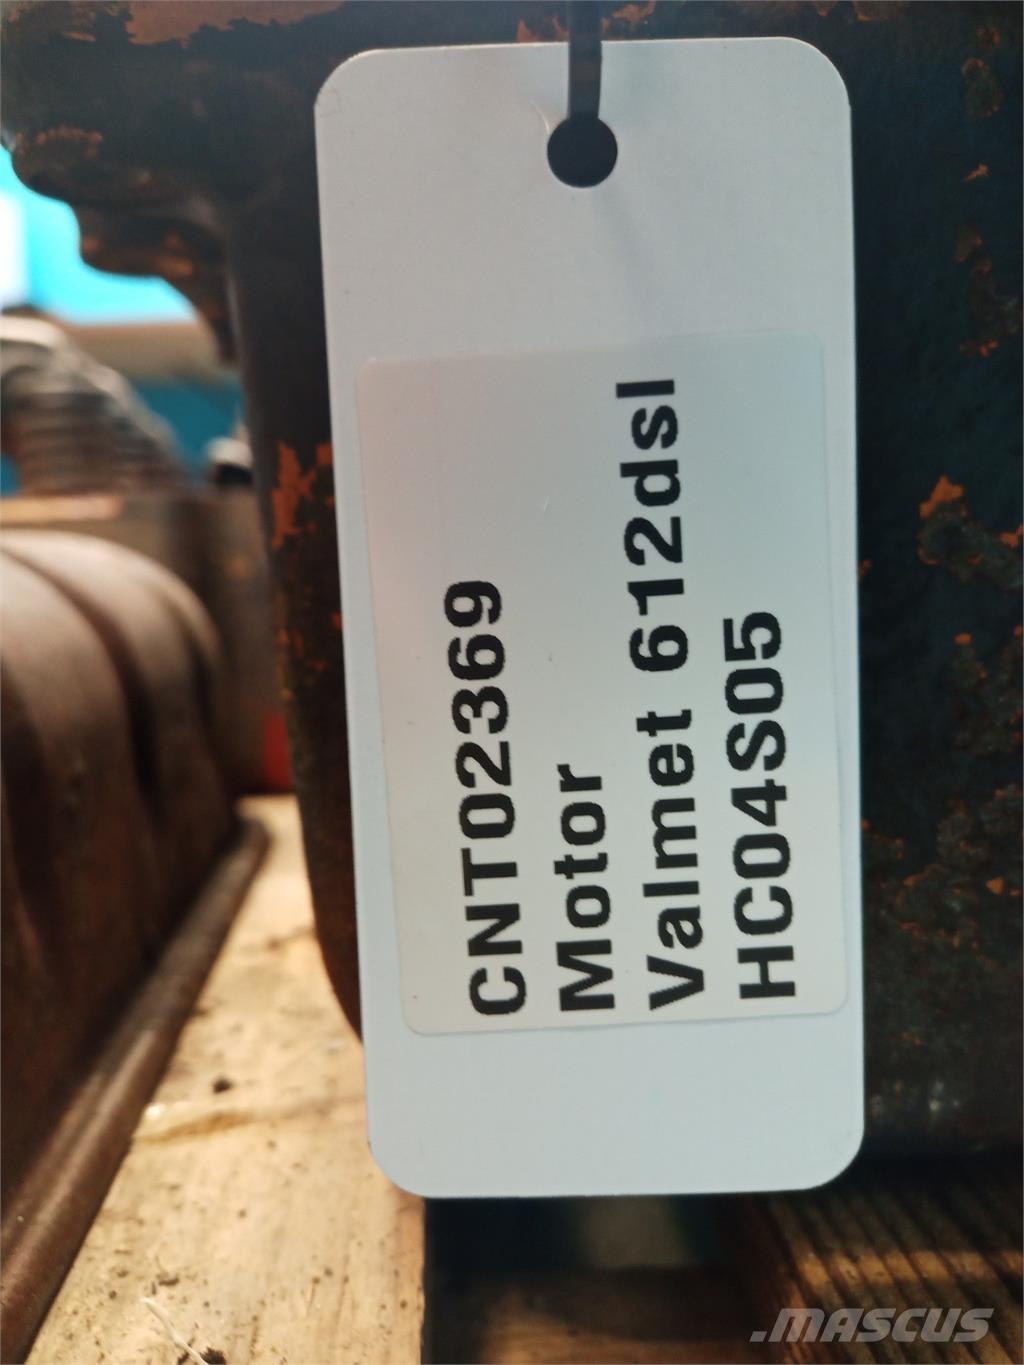 CNT02369
Motor
Valmet 612dsl
HC04S05
.MASCUS